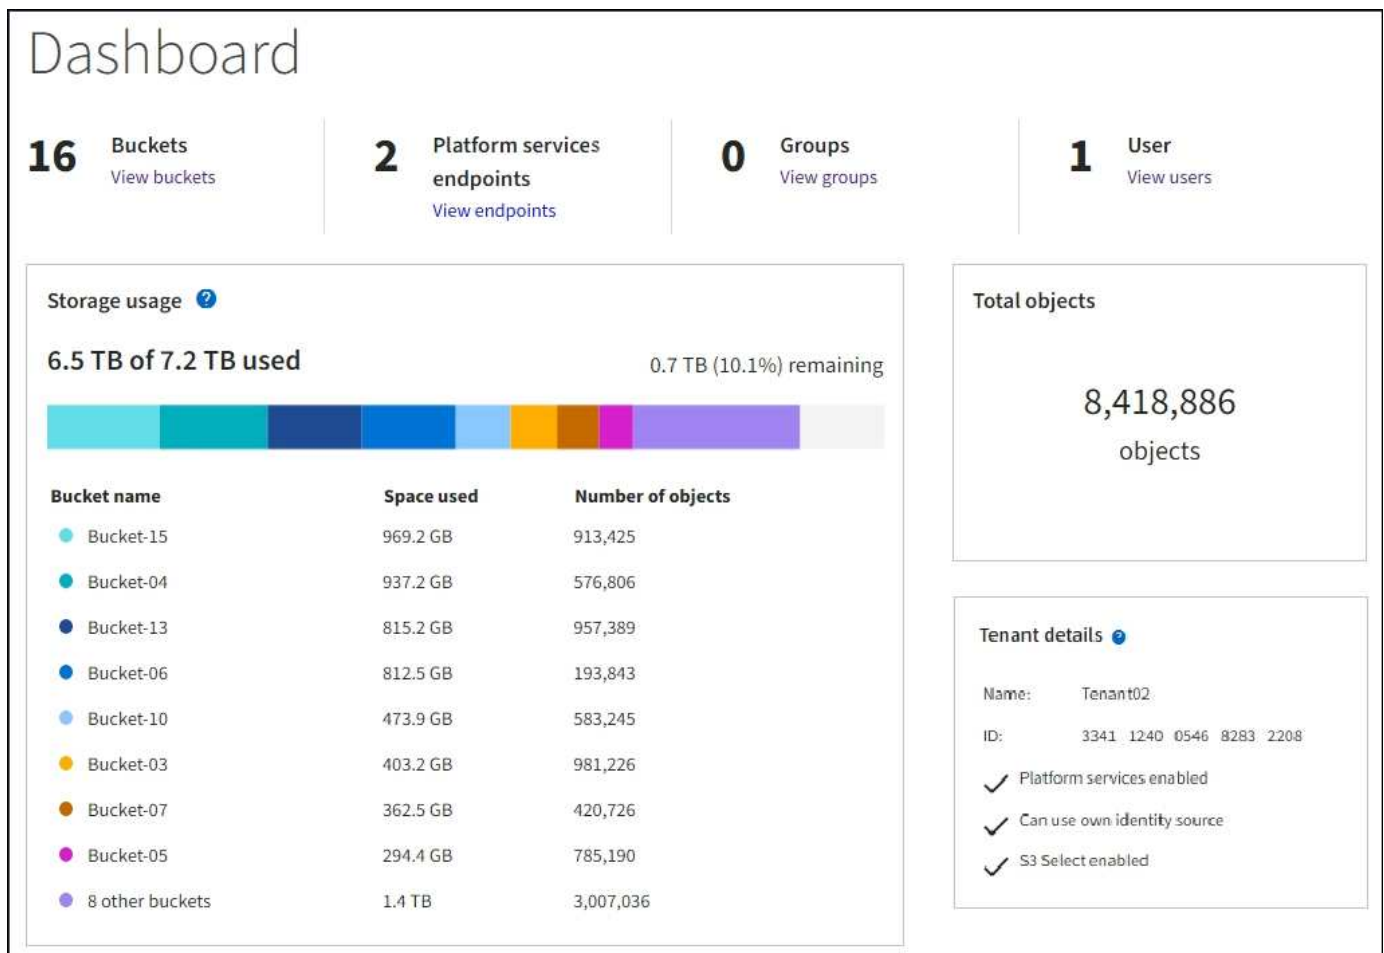 Dashboard
16 Buckets
View buckets
2 Platform services
endpoints
View endpoints
0 Groups
View groups
1 User
View users
Storage usage ?
6.5 TB of 7.2 TB used
0.7 TB (10.1%) remaining
Bucket name Space used Number of objects
Bucket-15 969.2 GB 913,425
Bucket-04 937.2 GB 576,806
Bucket-13 815.2 GB 957,389
Bucket-06 812.5 GB 193,843
Bucket-10 473.9 GB 583,245
Bucket-03 403.2 GB 981,226
Bucket-07 362.5 GB 420,726
Bucket-05 294.4 GB 785,190
8 other buckets 1.4 TB 3,007,036
Total objects
8,418,886
objects
Tenant details ?
Name: Tenant02
ID: 3341 1240 0546 8283 2208
Platform services enabled
Can use own identity source
S3 Select enabled